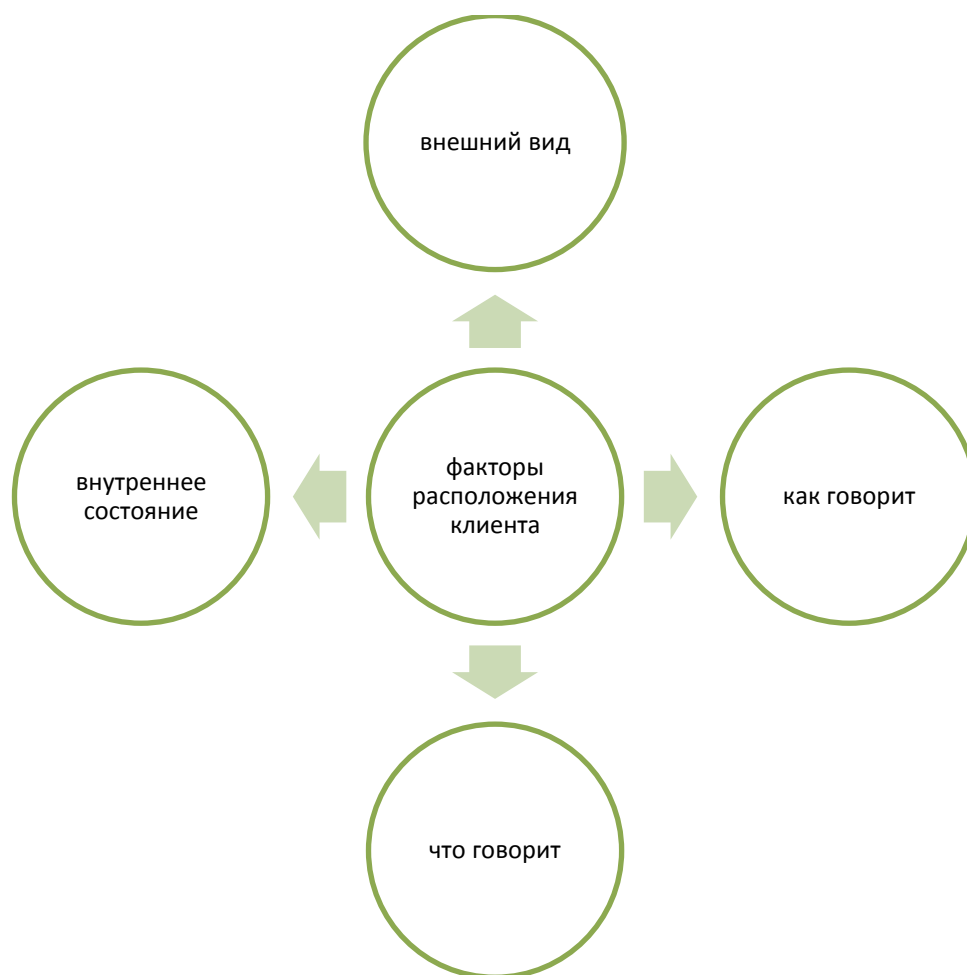 внешний вид
внутреннее
состояние
факторы
расположения
клиента
как говорит
что говорит